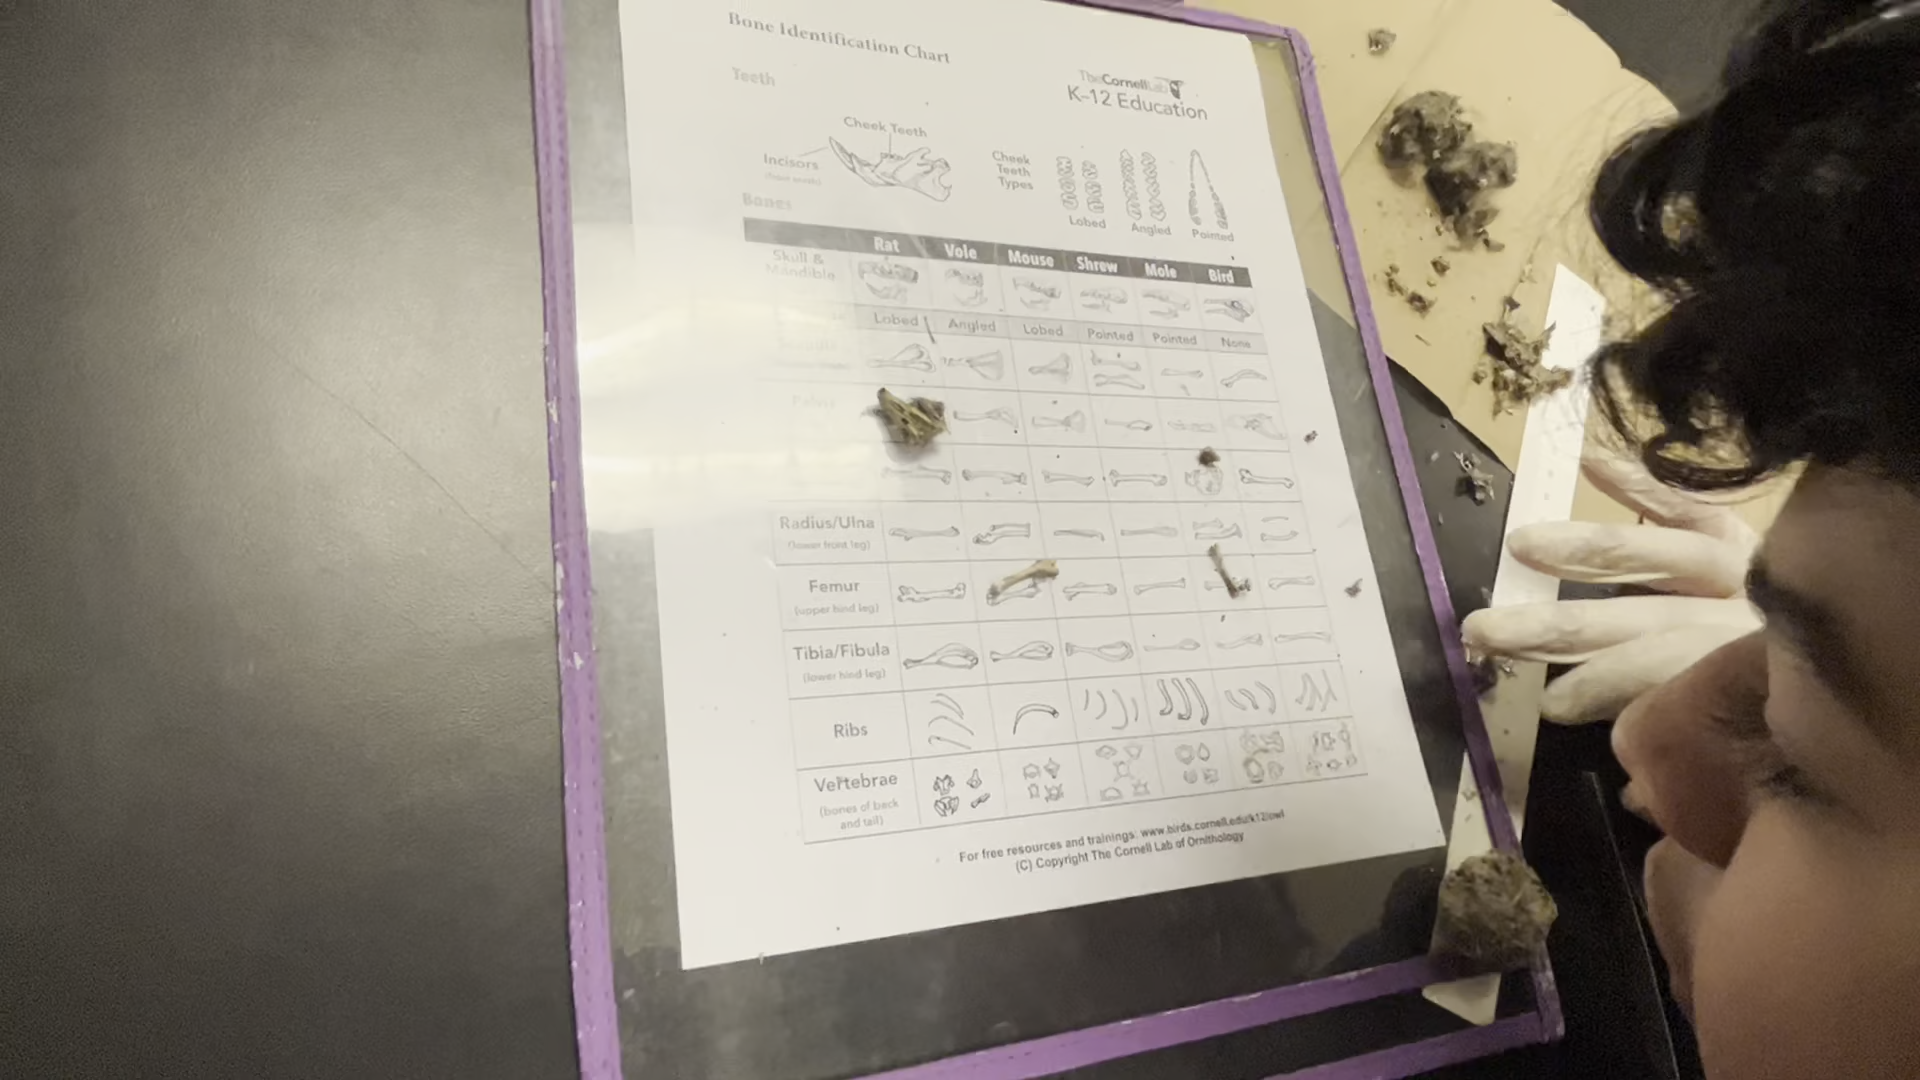 Bone Identification Chart
Teeth
TheCornellLab
K-12 Education
Cheek Teeth
Incisors
Cheek
Teeth
Types
Lobed Angled Pointed
Bones
Rat Vole Mouse Shrew Mole Bird
Skull &
Mandible
Lobed Angled Lobed Pointed Pointed None
Pelvis
Radius/Ulna
(lower front leg)
Femur
(upper hind leg)
Tibia/Fibula
(lower hind leg)
Ribs
Vertebrae
(bones of back
and tail)
For free resources and trainings: www.birds.cornell.edu/k12/owl
(C) Copyright The Cornell Lab of Ornithology